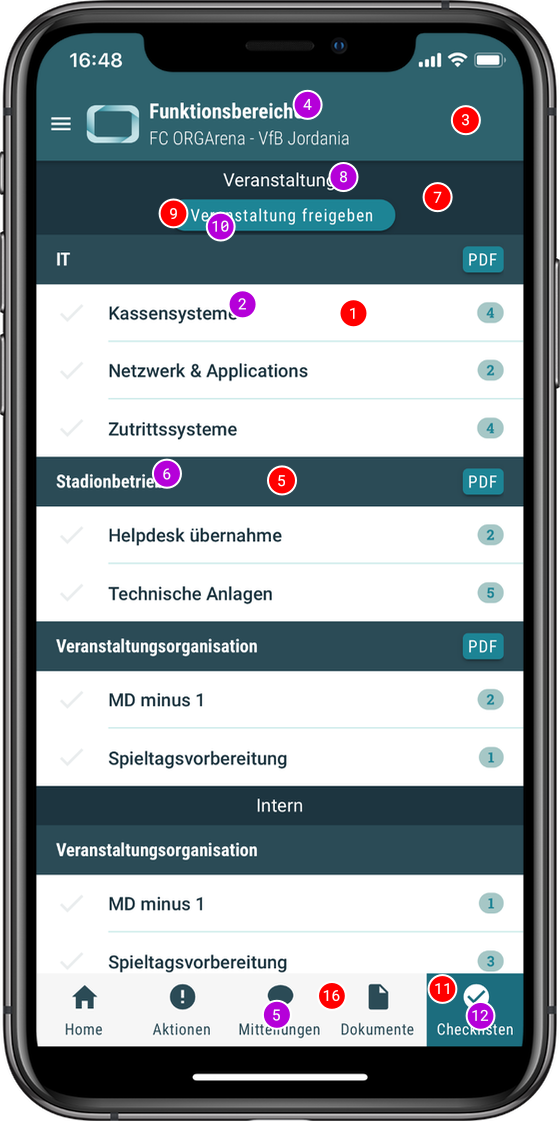 16:48
Funktionsbereich 4
FC ORGArena - VfB Jordania
3
Veranstaltung 8
7
9 Veranstaltung freigeben
10
IT PDF
Kassensysteme 2 1 4
Netzwerk & Applications 2
Zutrittssysteme 4
Stadionbetrieb 6 5 PDF
Helpdesk übernahme 2
Technische Anlagen 5
Veranstaltungsorganisation PDF
MD minus 1 2
Spieltagsvorbereitung 1
Intern
Veranstaltungsorganisation
MD minus 1 1
Spieltagsvorbereitung 3
16 11
5 12
Home Aktionen Mitteilungen Dokumente Checklisten